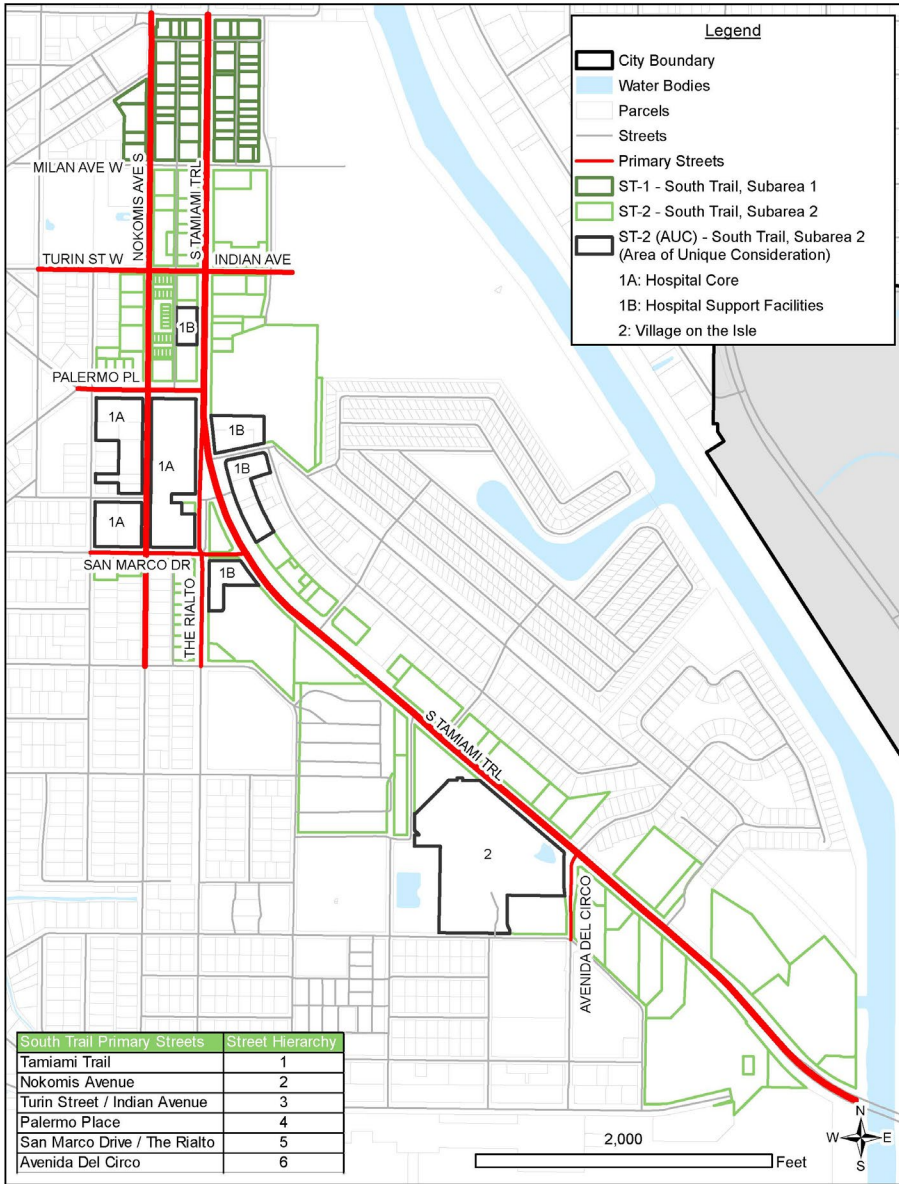 Legend
City Boundary
Water Bodies
Parcels
Streets
Primary Streets
ST-1 - South Trail, Subarea 1
ST-2 - South Trail, Subarea 2
ST-2 (AUC) - South Trail, Subarea 2
(Area of Unique Consideration)
1A: Hospital Core
1B: Hospital Support Facilities
2: Village on the Isle
MILAN AVE W
NOKOMIS AVE S
S TAMIAMI TRL
TURIN ST W
INDIAN AVE
1B
PALERMO PL
1A
1A
1B
1B
1A
SAN MARCO DR
1B
THE RIALTO
S TAMIAMI TRL
2
AVENIDA DEL CIRCO
South Trail Primary Streets Street Hierarchy
Tamiami Trail 1
Nokomis Avenue 2
Turin Street / Indian Avenue 3
Palermo Place 4
San Marco Drive / The Rialto 5
Avenida Del Circo 6
2,000
Feet
N
W E
S